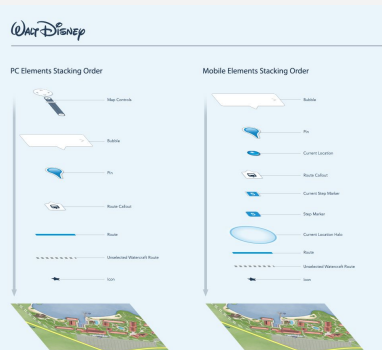 Walt Disney
PC Elements Stacking Order
Map Controls
Bubble
Pin
Route Callout
Route
Unselected Watercraft Route
Icon
Mobile Elements Stacking Order
Bubble
Pin
Current Location
Route Callout
Current Step Marker
Step Marker
Current Location Halo
Route
Unselected Watercraft Route
Icon